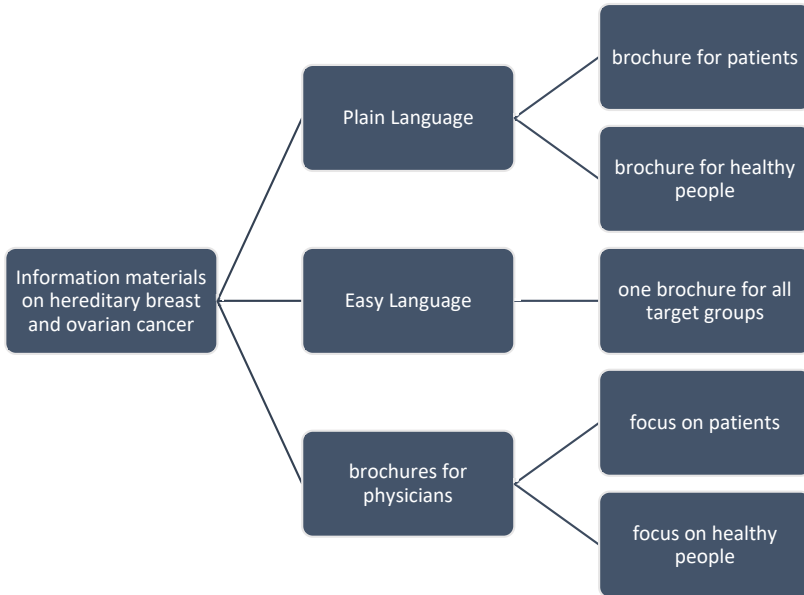 Information materials
on hereditary breast
and ovarian cancer
Plain Language
brochure for patients
brochure for healthy
people
Easy Language
one brochure for all
target groups
brochures for
physicians
focus on patients
focus on healthy
people